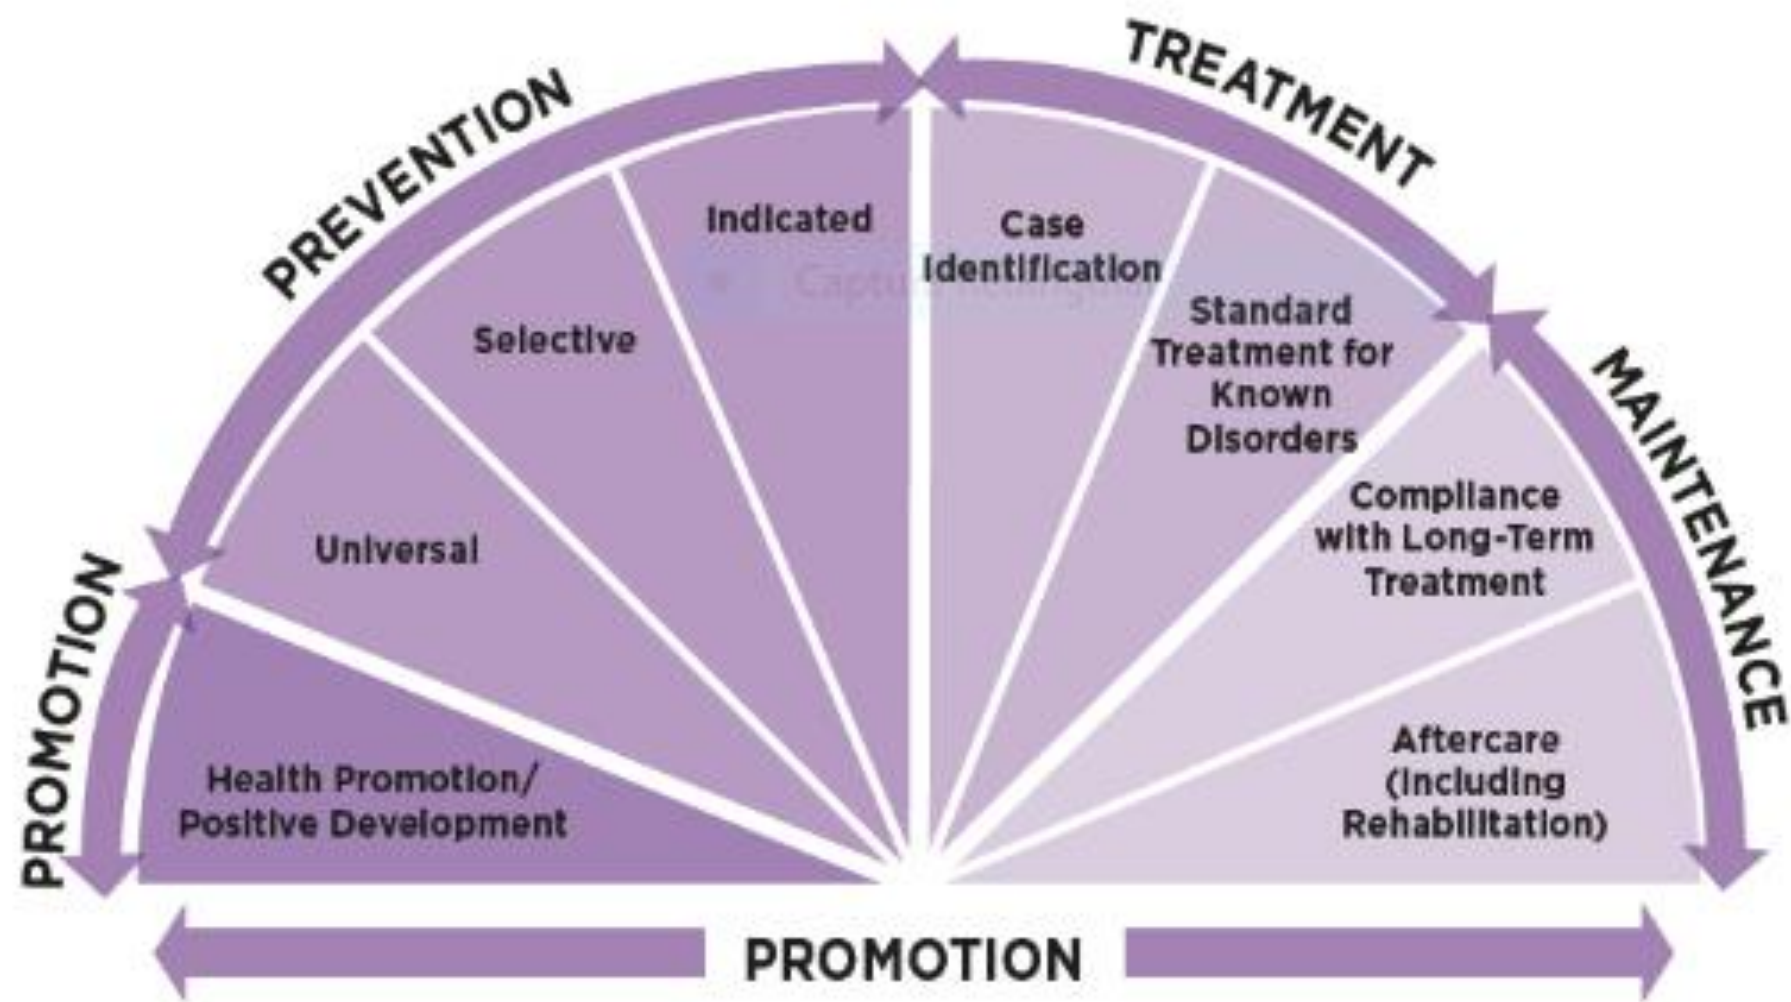 PROMOTION
PREVENTION
TREATMENT
MAINTENANCE
Health Promotion/
Positive Development
Universal
Selective
Indicated
Case
Identification
Standard
Treatment for
Known
Disorders
Compliance
with Long-Term
Treatment
Aftercare
(Including
Rehabilitation)
PROMOTION